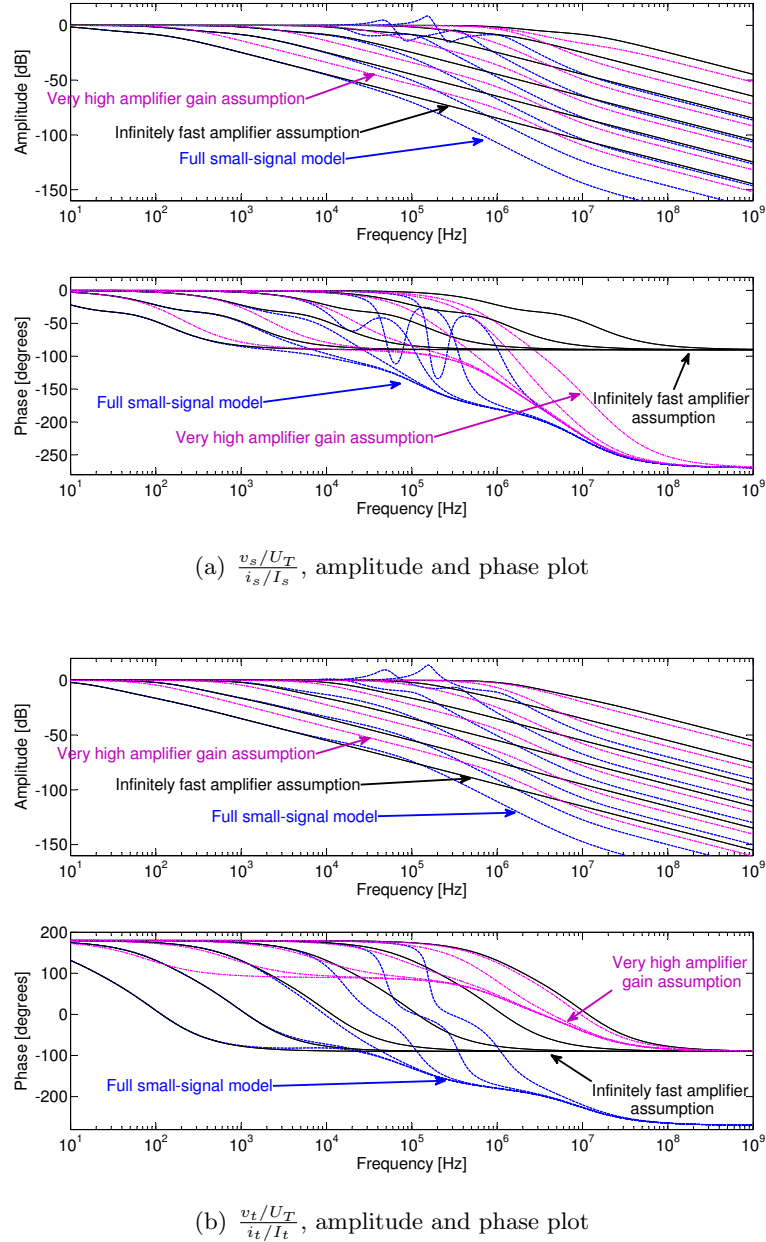 0
-50
-100
-150
Amplitude [dB]
Very high amplifier gain assumption
Infinitely fast amplifier assumption
Full small-signal model
10^1 10^2 10^3 10^4 10^5 10^6 10^7 10^8 10^9
Frequency [Hz]
0
-50
-100
-150
-200
-250
Phase [degrees]
Full small-signal model
Infinitely fast amplifier
assumption
Very high amplifier gain assumption
10^1 10^2 10^3 10^4 10^5 10^6 10^7 10^8 10^9
Frequency [Hz]
(a) \frac{v_s/U_T}{i_s/I_s}, amplitude and phase plot
0
-50
-100
-150
Amplitude [dB]
Very high amplifier gain assumption
Infinitely fast amplifier assumption
Full small-signal model
10^1 10^2 10^3 10^4 10^5 10^6 10^7 10^8 10^9
Frequency [Hz]
200
100
0
-100
-200
Phase [degrees]
Very high amplifier
gain assumption
Full small-signal model
Infinitely fast amplifier
assumption
10^1 10^2 10^3 10^4 10^5 10^6 10^7 10^8 10^9
Frequency [Hz]
(b) \frac{v_t/U_T}{i_t/I_t}, amplitude and phase plot